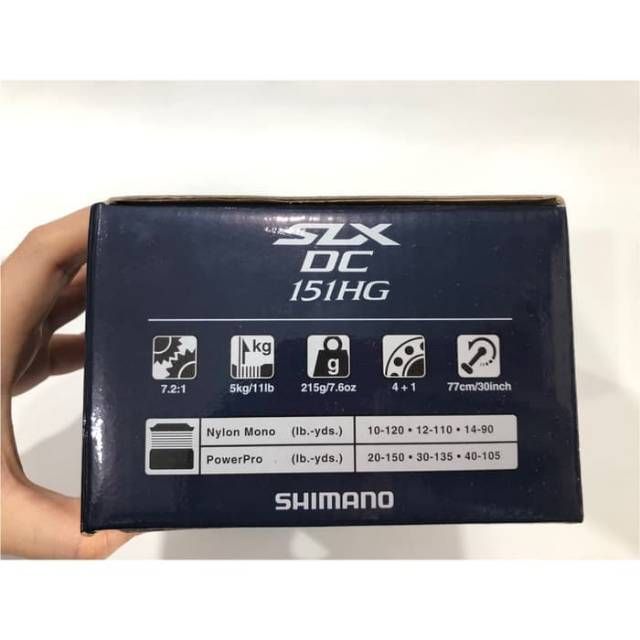 SLX
DC
151HG
kg
g
7.2:1 5kg/11lb 215g/7.6oz 4 + 1 77cm/30inch
Nylon Mono (lb.-yds.) 10-120 • 12-110 • 14-90
PowerPro (lb.-yds.) 20-150 • 30-135 • 40-105
SHIMANO